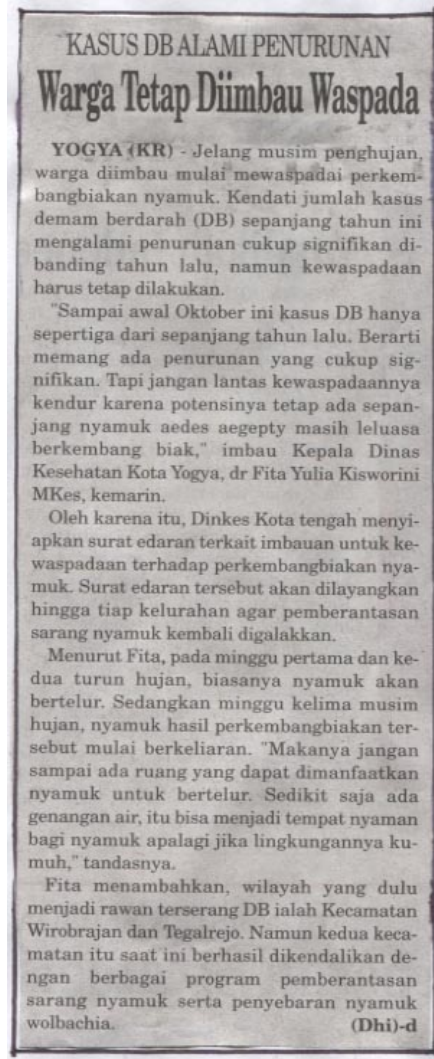 KASUS DB ALAMI PENURUNAN
Warga Tetap Diimbau Waspada
YOGYA (KR) - Jelang musim penghujan,
warga diimbau mulai mewaspadai perkem-
bangbiakan nyamuk. Kendati jumlah kasus
demam berdarah (DB) sepanjang tahun ini
mengalami penurunan cukup signifikan di-
banding tahun lalu, namun kewaspadaan
harus tetap dilakukan.
"Sampai awal Oktober ini kasus DB hanya
sepertiga dari sepanjang tahun lalu. Berarti
memang ada penurunan yang cukup sig-
nifikan. Tapi jangan lantas kewaspadaannya
kendur karena potensinya tetap ada sepan-
jang nyamuk aedes aegepty masih leluasa
berkembang biak," imbau Kepala Dinas
Kesehatan Kota Yogya, dr Fita Yulia Kisworini
MKes, kemarin.
Oleh karena itu, Dinkes Kota tengah menyi-
apkan surat edaran terkait imbauan untuk ke-
waspadaan terhadap perkembangbiakan nya-
muk. Surat edaran tersebut akan dilayangkan
hingga tiap kelurahan agar pemberantasan
sarang nyamuk kembali digalakkan.
Menurut Fita, pada minggu pertama dan ke-
dua turun hujan, biasanya nyamuk akan
bertelur. Sedangkan minggu kelima musim
hujan, nyamuk hasil perkembangbiakan ter-
sebut mulai berkeliaran. "Makanya jangan
sampai ada ruang yang dapat dimanfaatkan
nyamuk untuk bertelur. Sedikit saja ada
genangan air, itu bisa menjadi tempat nyaman
bagi nyamuk apalagi jika lingkungannya ku-
muh," tandasnya.
Fita menambahkan, wilayah yang dulu
menjadi rawan terserang DB ialah Kecamatan
Wirobrajan dan Tegalrejo. Namun kedua keca-
matan itu saat ini berhasil dikendalikan de-
ngan berbagai program pemberantasan
sarang nyamuk serta penyebaran nyamuk
wolbachia. (Dhi)-d